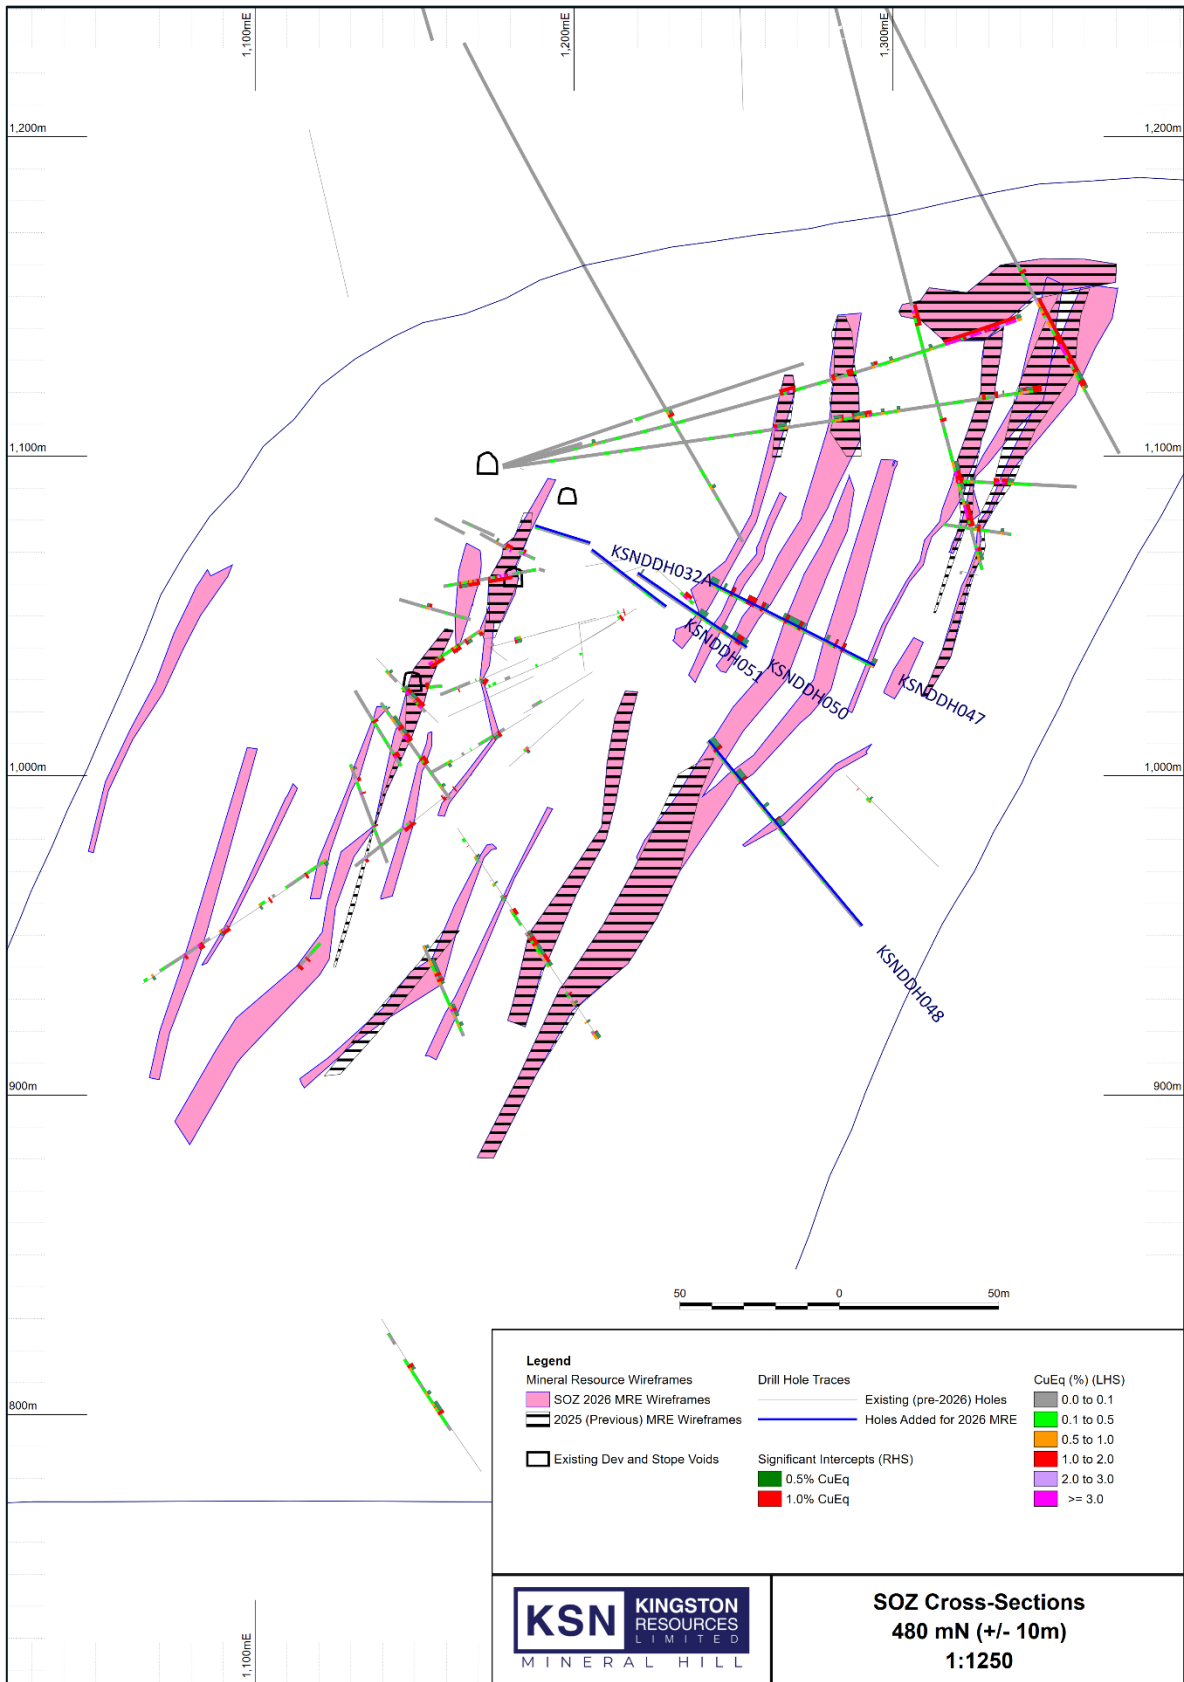 1,100mE
1,200mE
1,300mE
1,200m
1,200m
1,100m
1,100m
KSNDDH032A
KSNDDH051
KSNDDH050
KSNDDH047
1,000m
1,000m
KSNDDH048
900m
900m
50
0
50m
Legend
Mineral Resource Wireframes
SOZ 2026 MRE Wireframes
2025 (Previous) MRE Wireframes
Existing Dev and Stope Voids
Drill Hole Traces
Existing (pre-2026) Holes
Holes Added for 2026 MRE
Significant Intercepts (RHS)
0.5% CuEq
1.0% CuEq
CuEq (%) (LHS)
0.0 to 0.1
0.1 to 0.5
0.5 to 1.0
1.0 to 2.0
2.0 to 3.0
>= 3.0
800m
1,100mE
KSN
KINGSTON
RESOURCES
LIMITED
MINERAL HILL
SOZ Cross-Sections
480 mN (+/- 10m)
1:1250